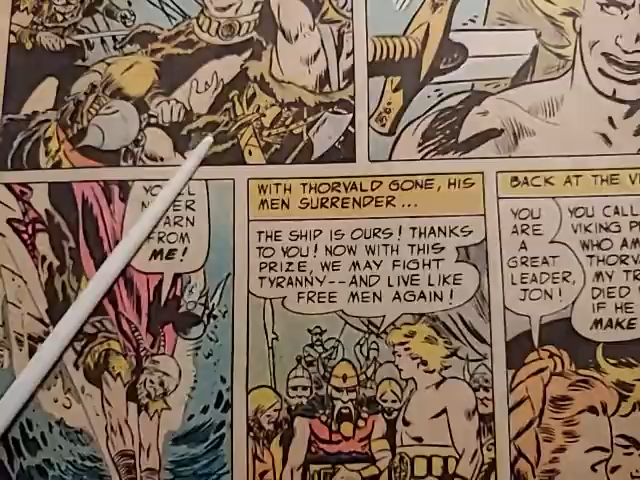 YOU'LL
NEVER
LEARN
FROM
ME!
WITH THORVALD GONE, HIS
MEN SURRENDER...
THE SHIP IS OURS! THANKS
TO YOU! NOW WITH THIS
PRIZE, WE MAY FIGHT
TYRANNY--AND LIVE LIKE
FREE MEN AGAIN!
BACK AT THE
YOU
ARE
A
GREAT
LEADER,
JON!
YOU CALL
VIKING
WHO AM
THORV
MY
DIED
IF HE
MAKE